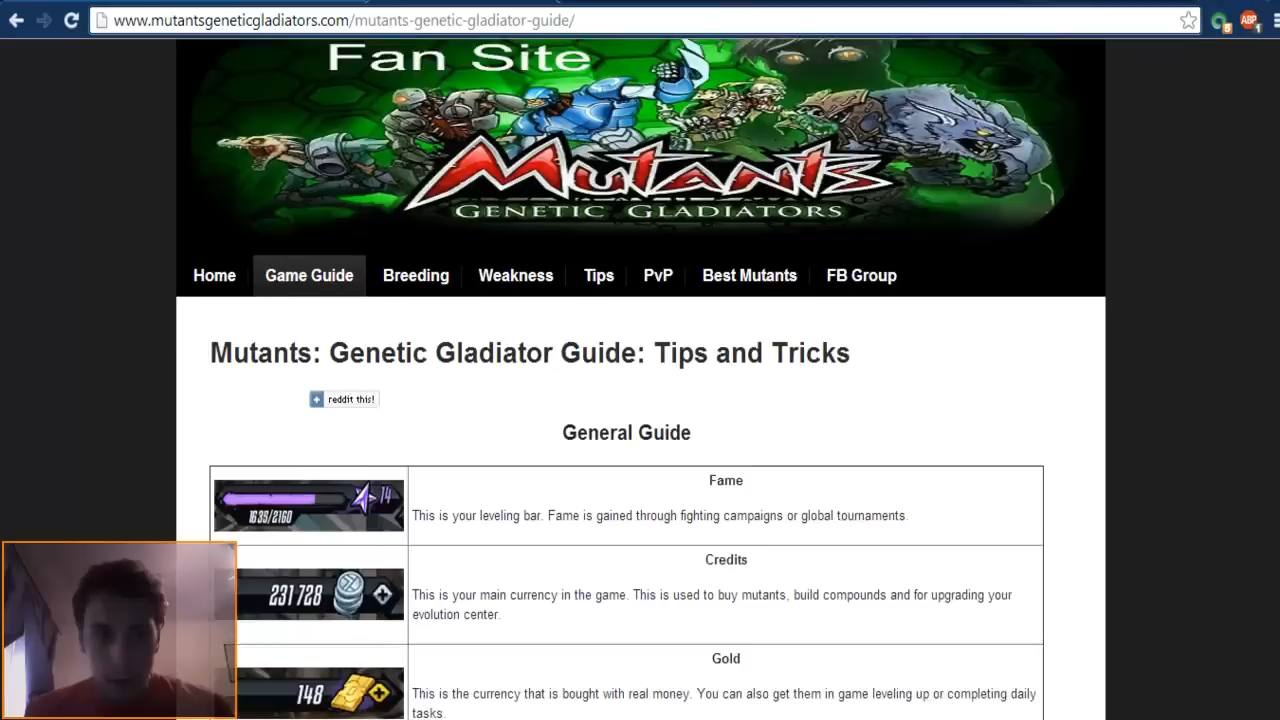 www.mutantsgeneticgladiators.com/mutants-genetic-gladiator-guide/
ABP
6
1
Fan Site
Mutants
GENETIC GLADIATORS
Home
Game Guide
Breeding
Weakness
Tips
PvP
Best Mutants
FB Group
Mutants: Genetic Gladiator Guide: Tips and Tricks
reddit this!
General Guide
14
1635/2160
Fame
This is your leveling bar. Fame is gained through fighting campaigns or global tournaments.
231 728
Credits
This is your main currency in the game. This is used to buy mutants, build compounds and for upgrading your
evolution center.
148
Gold
This is the currency that is bought with real money. You can also get them in game leveling up or completing daily
tasks.